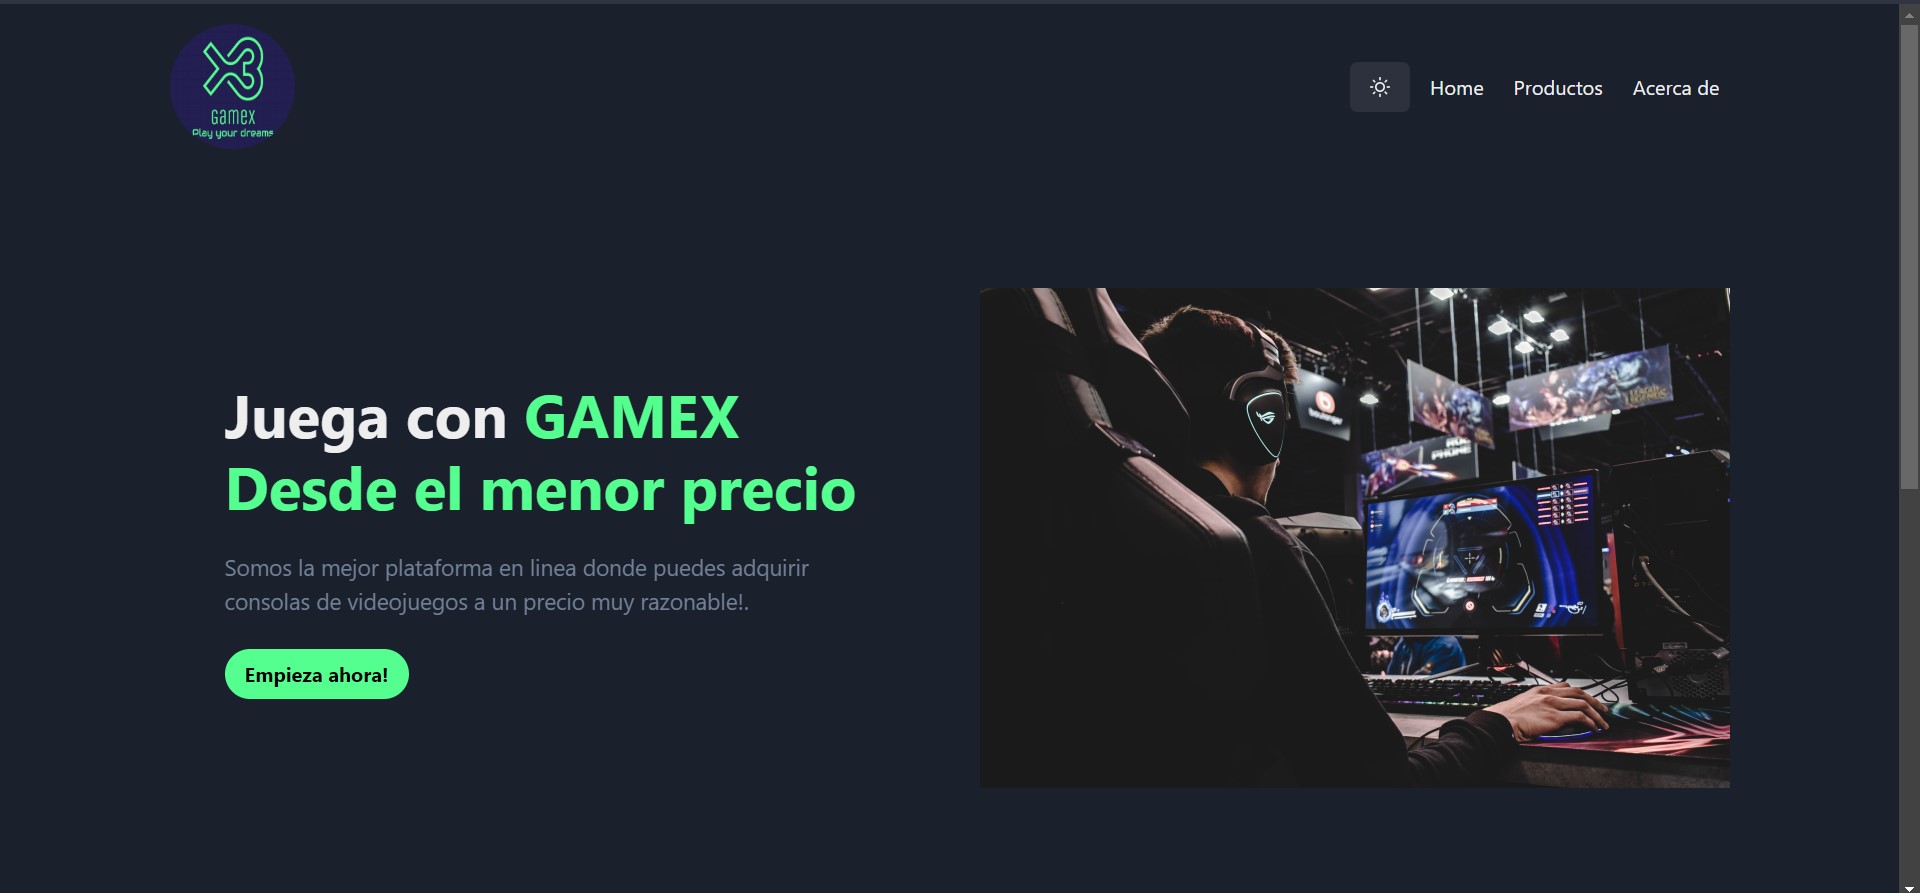 GAMEX
Play your dreams
Home
Productos
Acerca de
Juega con GAMEX
Desde el menor precio
Somos la mejor plataforma en linea donde puedes adquirir
consolas de videojuegos a un precio muy razonable!.
Empieza ahora!